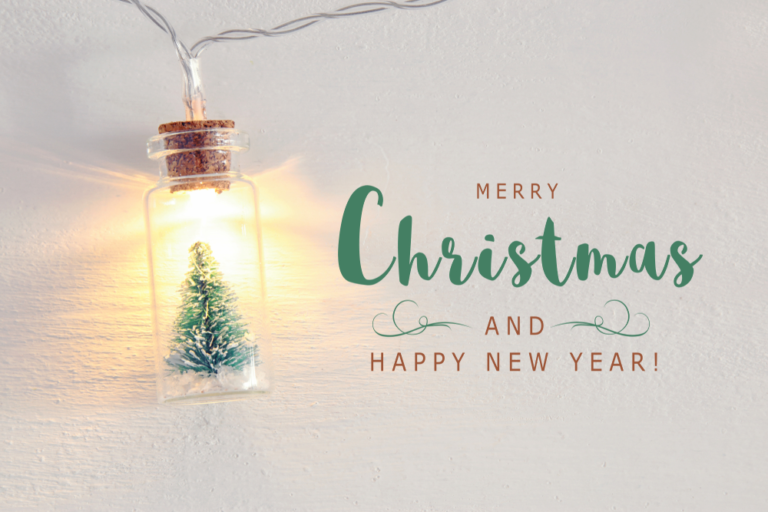 MERRY
Christmas
AND
HAPPY NEW YEAR!